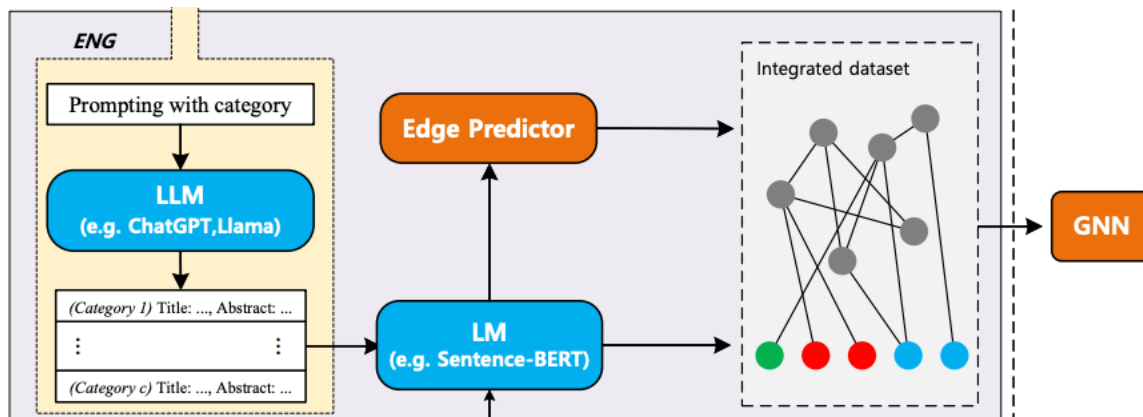 ENG
Prompting with category
LLM
(e.g. ChatGPT,Llama)
(Category 1) Title: ..., Abstract: ...
⋮ ⋮
(Category c) Title: ..., Abstract: ...
Edge Predictor
LM
(e.g. Sentence-BERT)
Integrated dataset
GNN